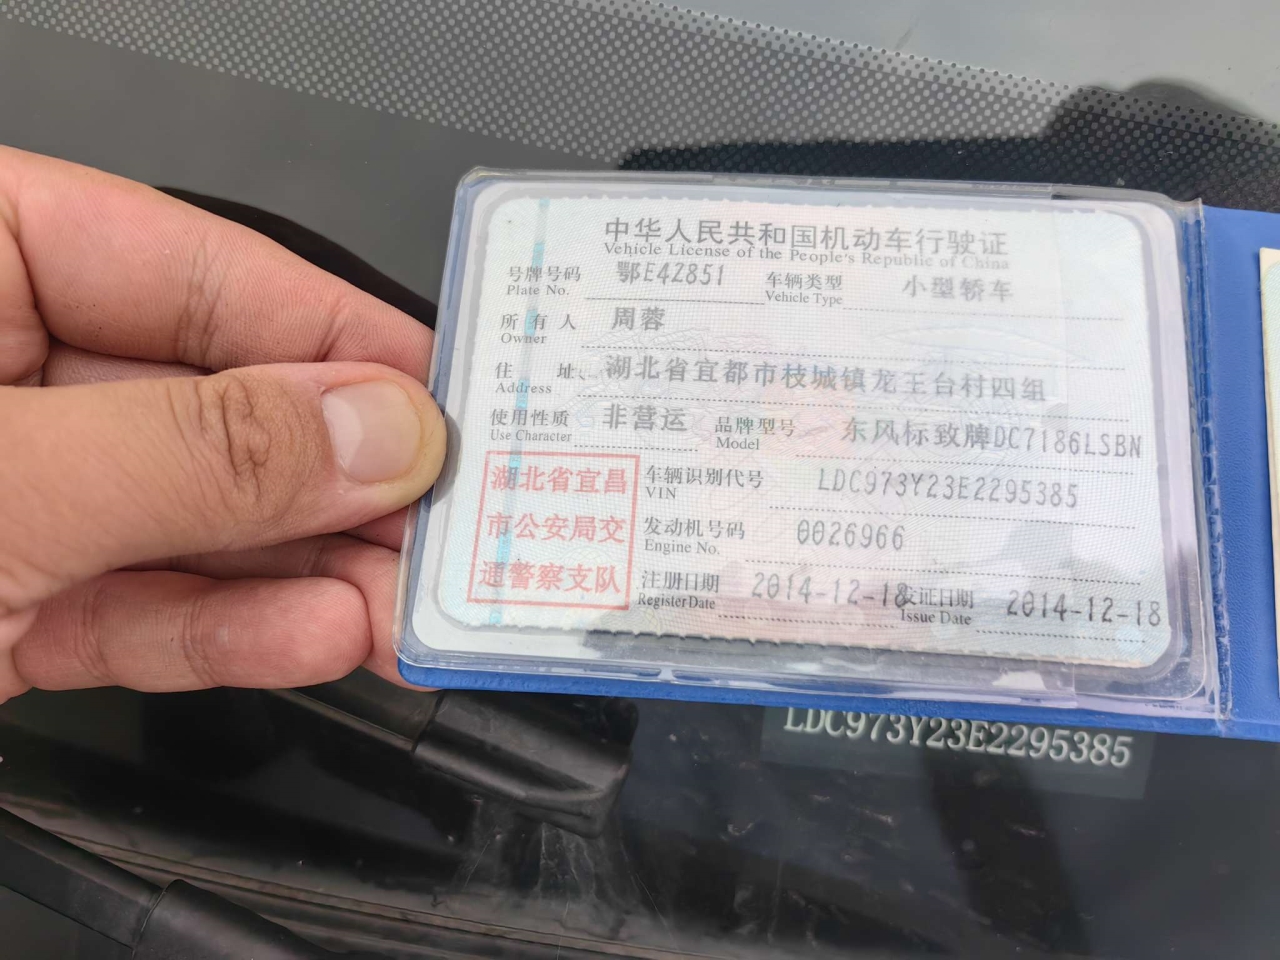 中华人民共和国机动车行驶证
Vehicle License of the People's Republic of China
号牌号码 鄂E42851 车辆类型 小型轿车
Plate No. Vehicle Type
所有人 周蓉
Owner
住址 湖北省宜都市枝城镇龙王台村四组
Address
使用性质 非营运 品牌型号 东风标致牌DC7186LSBN
Use Character Model
湖北省宜昌
市公安局交
通警察支队
车辆识别代号 LDC973Y23E2295385
VIN
发动机号码 0026966
Engine No.
注册日期 2014-12-18 发证日期 2014-12-18
Register Date Issue Date
LDC973Y23E2295385